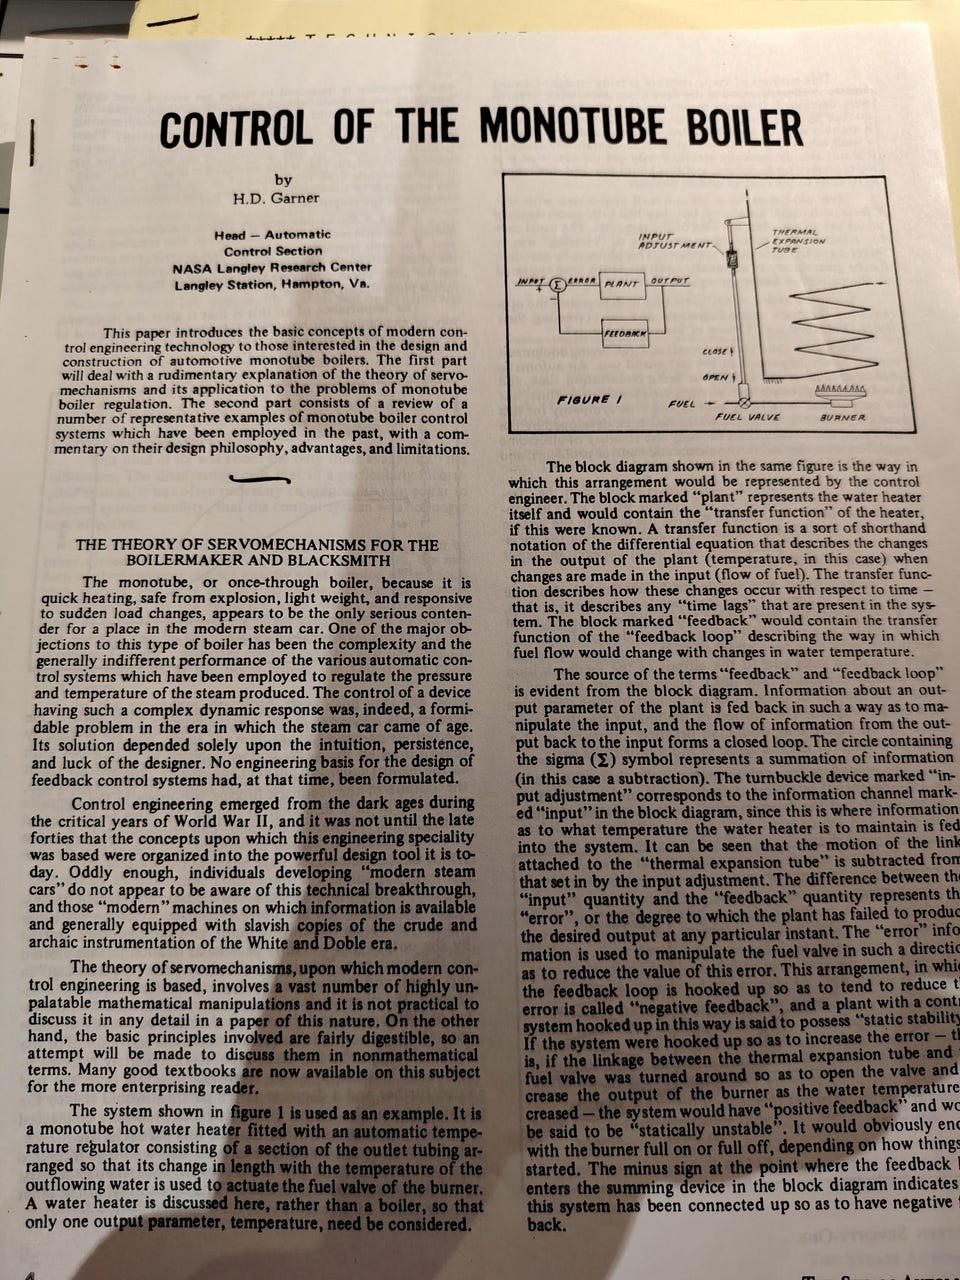 CONTROL OF THE MONOTUBE BOILER
by
H.D. Garner
Head — Automatic
Control Section
NASA Langley Research Center
Langley Station, Hampton, Va.
This paper introduces the basic concepts of modern con-
trol engineering technology to those interested in the design and
construction of automotive monotube boilers. The first part
will deal with a rudimentary explanation of the theory of servo-
mechanisms and its application to the problems of monotube
boiler regulation. The second part consists of a review of a
number of representative examples of monotube boiler control
systems which have been employed in the past, with a com-
mentary on their design philosophy, advantages, and limitations.
THE THEORY OF SERVOMECHANISMS FOR THE
BOILERMAKER AND BLACKSMITH
The monotube, or once-through boiler, because it is
quick heating, safe from explosion, light weight, and responsive
to sudden load changes, appears to be the only serious conten-
der for a place in the modern steam car. One of the major ob-
jections to this type of boiler has been the complexity and the
generally indifferent performance of the various automatic con-
trol systems which have been employed to regulate the pressure
and temperature of the steam produced. The control of a device
having such a complex dynamic response was, indeed, a formi-
dable problem in the era in which the steam car came of age.
Its solution depended solely upon the intuition, persistence,
and luck of the designer. No engineering basis for the design of
feedback control systems had, at that time, been formulated.
Control engineering emerged from the dark ages during
the critical years of World War II, and it was not until the late
forties that the concepts upon which this engineering speciality
was based were organized into the powerful design tool it is to-
day. Oddly enough, individuals developing "modern steam
cars" do not appear to be aware of this technical breakthrough,
and those "modern" machines on which information is available
and generally equipped with slavish copies of the crude and
archaic instrumentation of the White and Doble era.
The theory of servomechanisms, upon which modern con-
trol engineering is based, involves a vast number of highly un-
palatable mathematical manipulations and it is not practical to
discuss it in any detail in a paper of this nature. On the other
hand, the basic principles involved are fairly digestible, so an
attempt will be made to discuss them in nonmathematical
terms. Many good textbooks are now available on this subject
for the more enterprising reader.
The system shown in figure 1 is used as an example. It is
a monotube hot water heater fitted with an automatic tempe-
rature regulator consisting of a section of the outlet tubing ar-
ranged so that its change in length with the temperature of the
outflowing water is used to actuate the fuel valve of the burner.
A water heater is discussed here, rather than a boiler, so that
only one output parameter, temperature, need be considered.
INPUT
ADJUSTMENT
THERMAL
EXPANSION
TUBE
INPUT
+
Σ
ERROR
PLANT
OUTPUT
−
FEEDBACK
CLOSE
OPEN
FIGURE 1
FUEL
FUEL VALVE
BURNER
The block diagram shown in the same figure is the way in
which this arrangement would be represented by the control
engineer. The block marked "plant" represents the water heater
itself and would contain the "transfer function" of the heater,
if this were known. A transfer function is a sort of shorthand
notation of the differential equation that describes the changes
in the output of the plant (temperature, in this case) when
changes are made in the input (flow of fuel). The transfer func-
tion describes how these changes occur with respect to time —
that is, it describes any "time lags" that are present in the sys-
tem. The block marked "feedback" would contain the transfer
function of the "feedback loop" describing the way in which
fuel flow would change with changes in water temperature.
The source of the terms "feedback" and "feedback loop"
is evident from the block diagram. Information about an out-
put parameter of the plant is fed back in such a way as to ma-
nipulate the input, and the flow of information from the out-
put back to the input forms a closed loop. The circle containing
the sigma (Σ) symbol represents a summation of information
(in this case a subtraction). The turnbuckle device marked "in-
put adjustment" corresponds to the information channel mark-
ed "input" in the block diagram, since this is where information
as to what temperature the water heater is to maintain is fed
into the system. It can be seen that the motion of the link
attached to the "thermal expansion tube" is subtracted from
that set in by the input adjustment. The difference between the
"input" quantity and the "feedback" quantity represents th
"error", or the degree to which the plant has failed to produc
the desired output at any particular instant. The "error" info
mation is used to manipulate the fuel valve in such a directio
as to reduce the value of this error. This arrangement, in whi
the feedback loop is hooked up so as to tend to reduce t
error is called "negative feedback", and a plant with a cont
system hooked up in this way is said to possess "static stability
If the system were hooked up so as to increase the error — t
is, if the linkage between the thermal expansion tube and
fuel valve was turned around so as to open the valve and
crease the output of the burner as the water temperature
creased — the system would have "positive feedback" and wo
be said to be "statically unstable". It would obviously end
with the burner full on or full off, depending on how things
started. The minus sign at the point where the feedback l
enters the summing device in the block diagram indicates
this system has been connected up so as to have negative f
back.